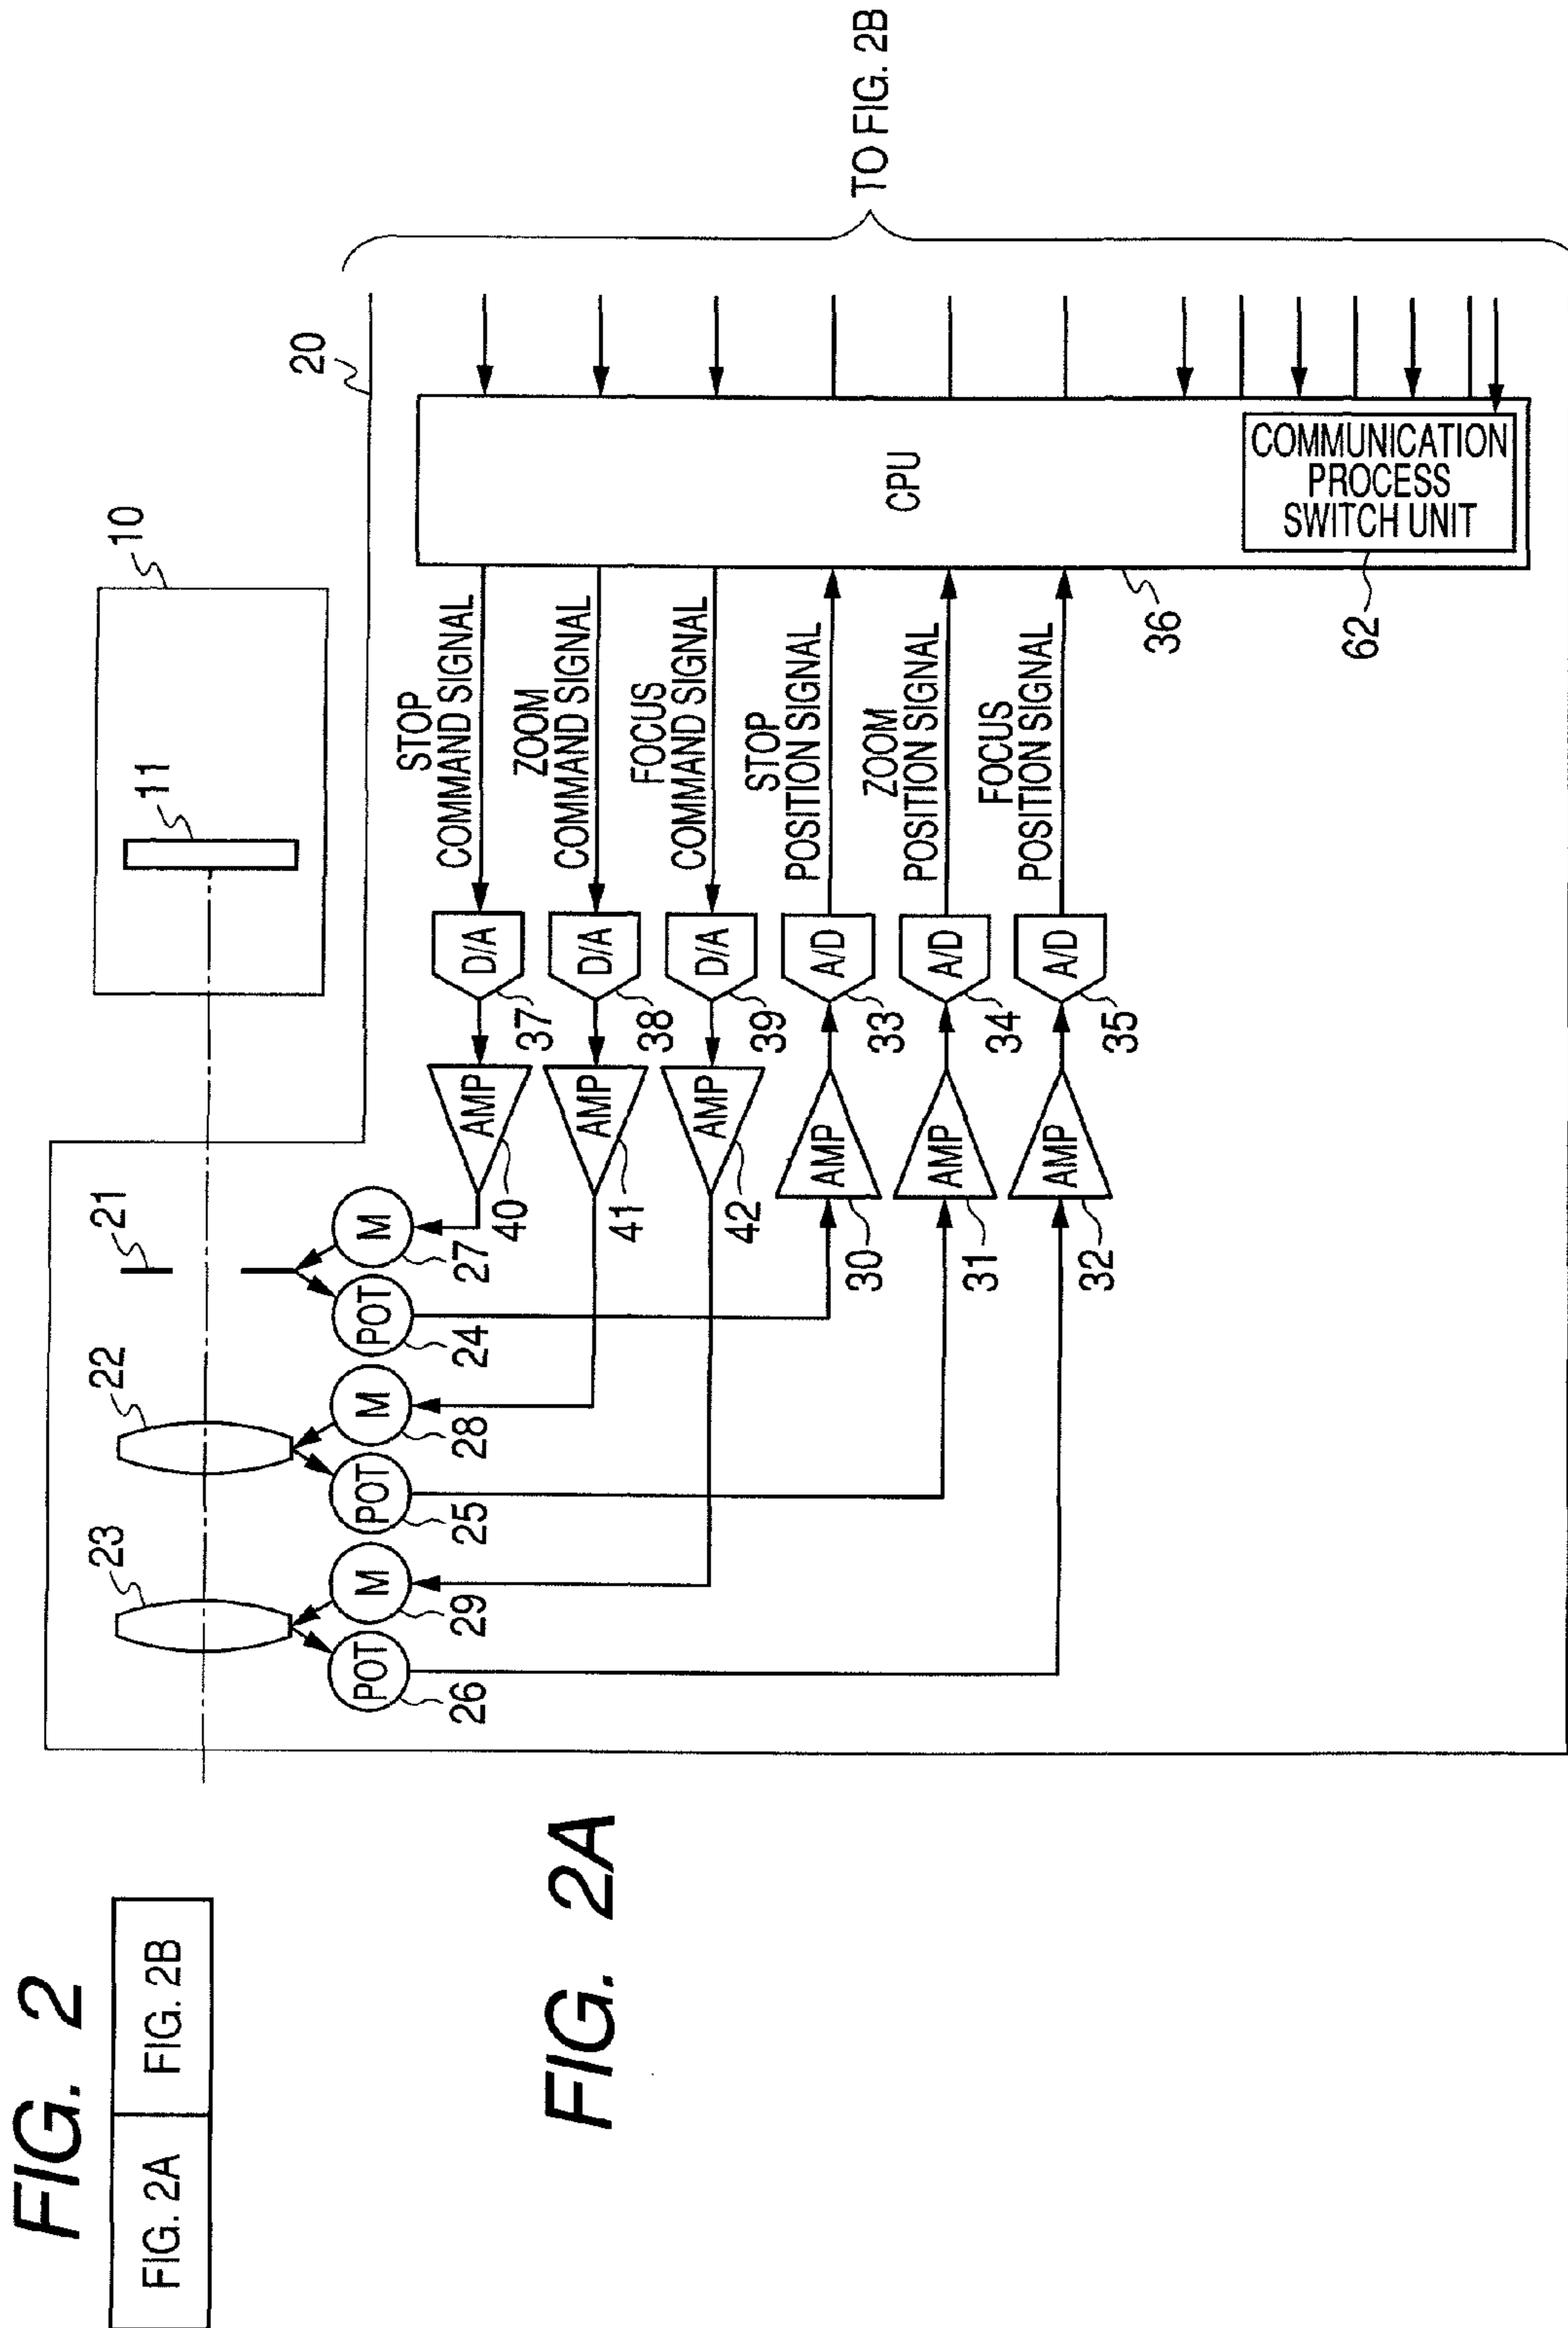 FIG. 2
FIG. 2A
FIG. 2B
FIG. 2A
10
11
20
23
22
21
POT
M
POT
M
POT
M
26
29
25
28
24
27
AMP
40
D/A
37
STOP
COMMAND SIGNAL
AMP
41
D/A
38
ZOOM
COMMAND SIGNAL
AMP
42
D/A
39
FOCUS
COMMAND SIGNAL
AMP
30
A/D
33
STOP
POSITION SIGNAL
AMP
31
A/D
34
ZOOM
POSITION SIGNAL
AMP
32
A/D
35
FOCUS
POSITION SIGNAL
CPU
36
COMMUNICATION
PROCESS
SWITCH UNIT
62
TO FIG. 2B